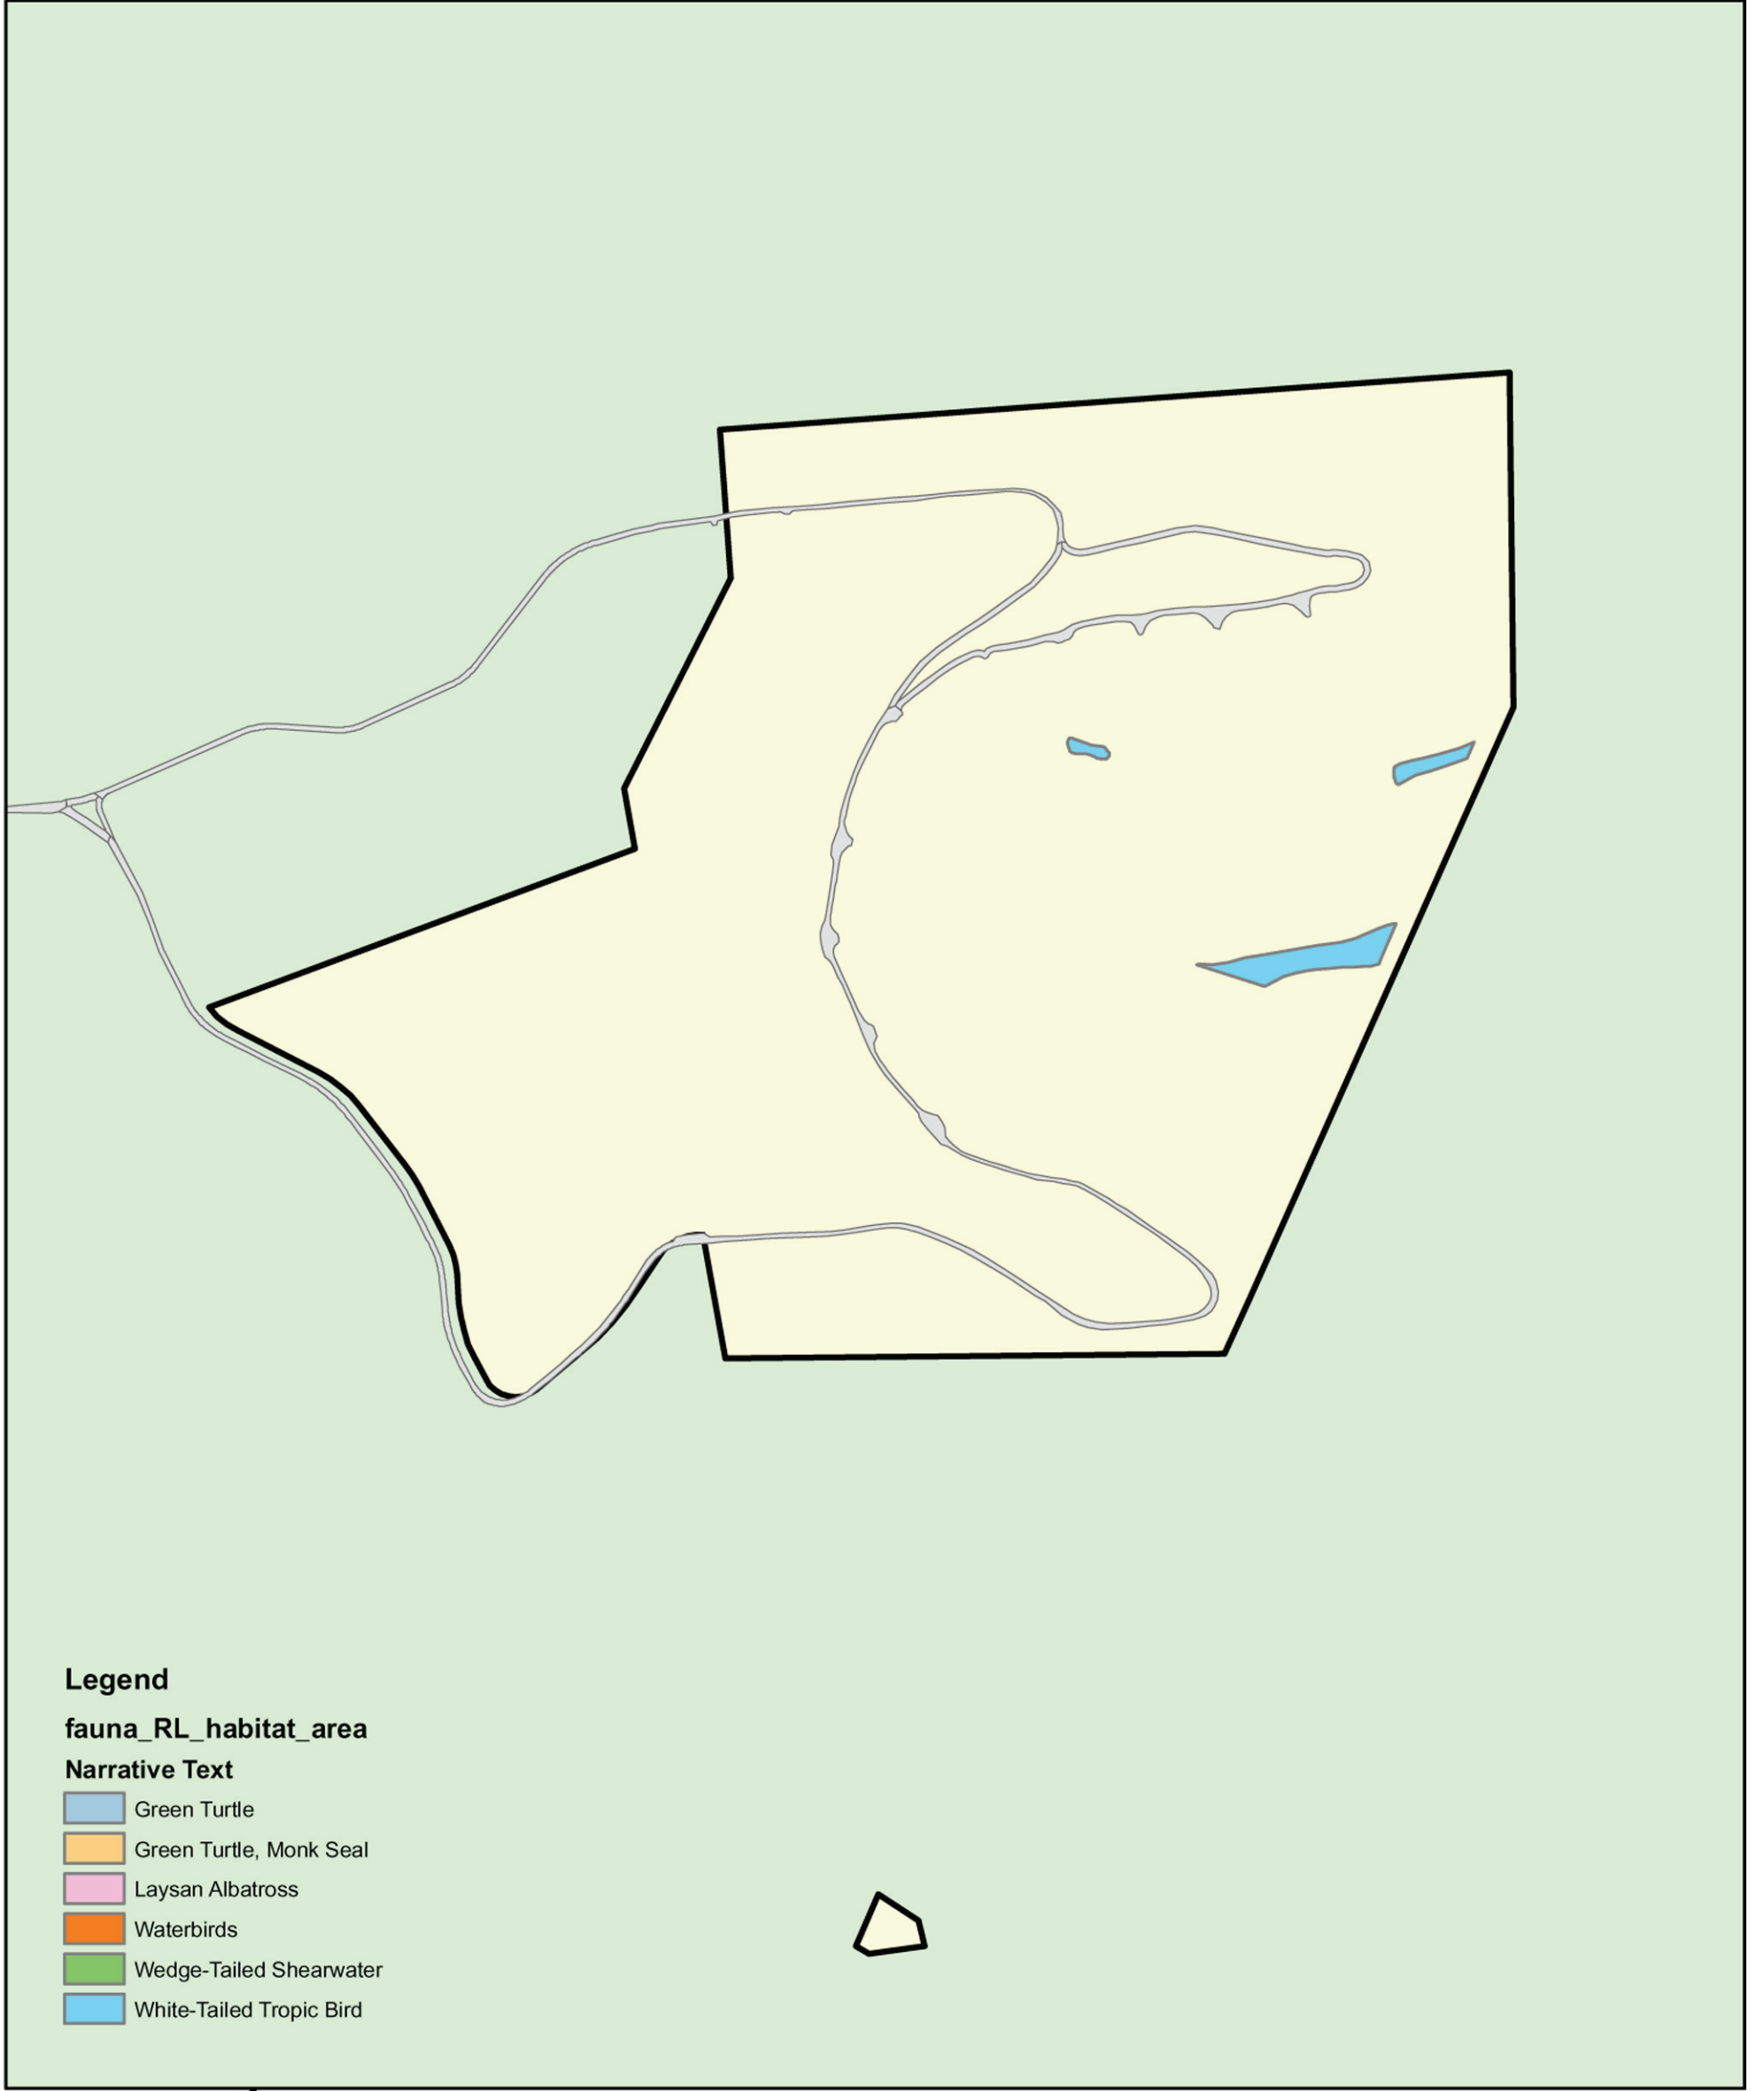 Legend
fauna_RL_habitat_area
Narrative Text
Green Turtle
Green Turtle, Monk Seal
Laysan Albatross
Waterbirds
Wedge-Tailed Shearwater
White-Tailed Tropic Bird